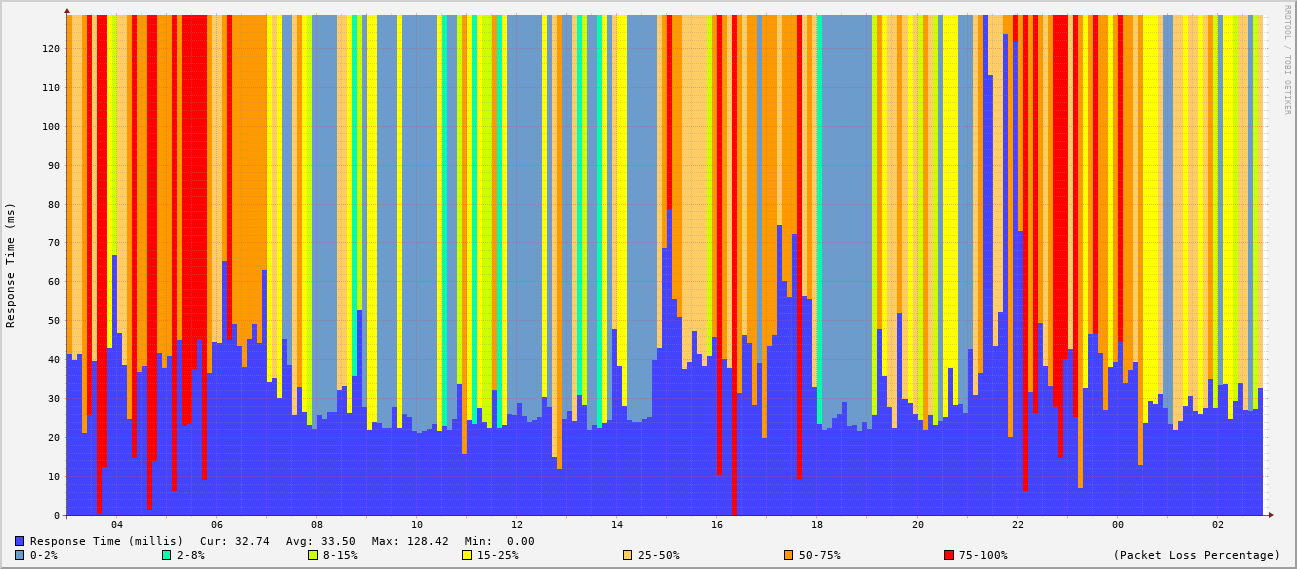 RRDTOOL / TOBI OETIKER
Response Time (ms)
120
110
100
90
80
70
60
50
40
30
20
10
0
04 06 08 10 12 14 16 18 20 22 00 02
Response Time (millis) Cur: 32.74 Avg: 33.50 Max: 128.42 Min: 0.00
0-2% 2-8% 8-15% 15-25% 25-50% 50-75% 75-100% (Packet Loss Percentage)